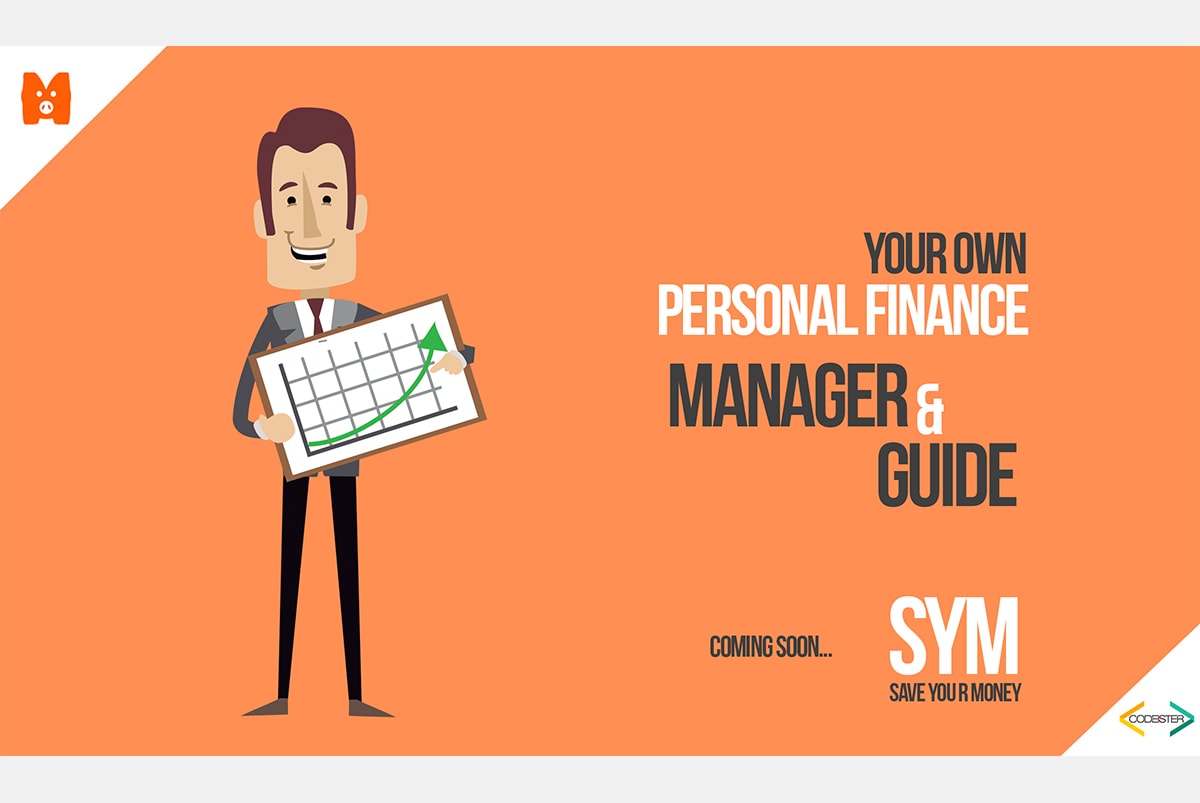 YOUR OWN
PERSONAL FINANCE
MANAGER &
GUIDE
COMING SOON...
SYM
SAVE YOU R MONEY
CODEISTER